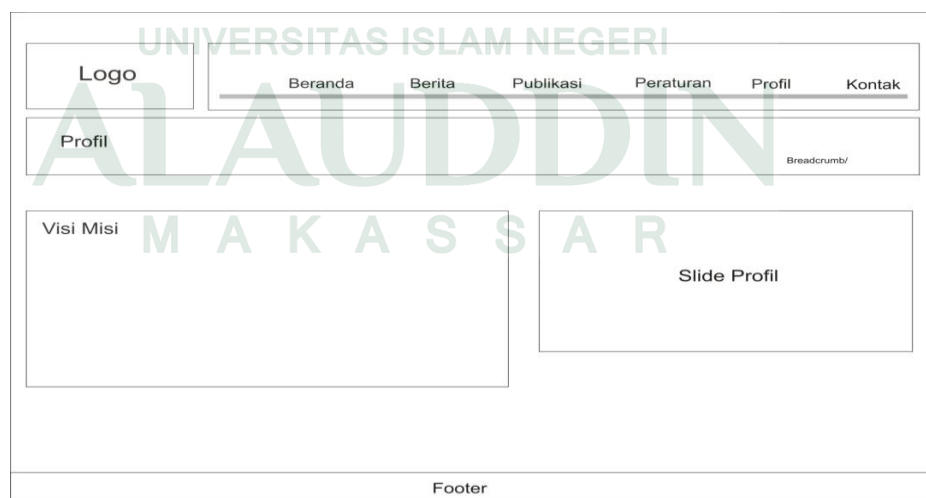 UNIVERSITAS ISLAM NEGERI
ALAUDDIN
MAKASSAR
Logo
Beranda Berita Publikasi Peraturan Profil Kontak
Profil
Breadcrumb/
Visi Misi
Slide Profil
Footer